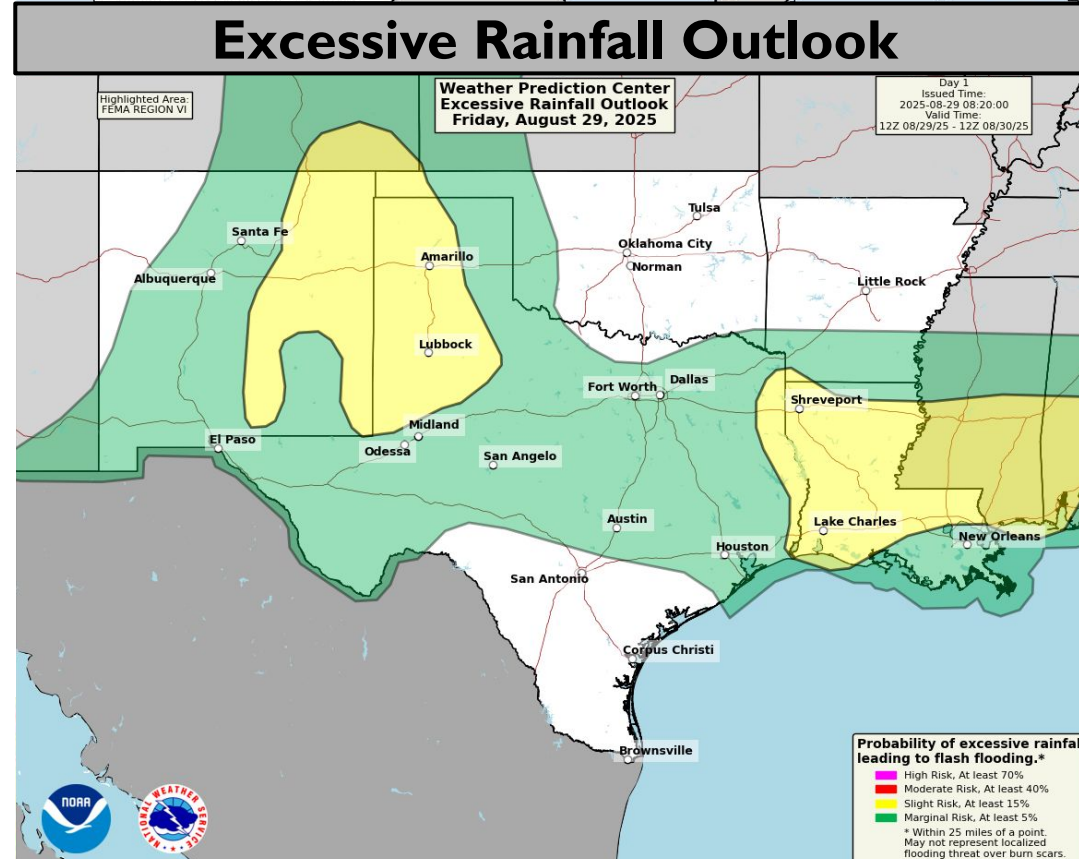 Excessive Rainfall Outlook
Highlighted Area:
FEMA REGION VI
Weather Prediction Center
Excessive Rainfall Outlook
Friday, August 29, 2025
Day 1
Issued Time:
2025-08-29 08:20:00
Valid Time:
12Z 08/29/25 - 12Z 08/30/25
Tulsa
Santa Fe
Oklahoma City
Amarillo
Norman
Albuquerque
Little Rock
Lubbock
Fort Worth
Dallas
Shreveport
Midland
El Paso
Odessa
San Angelo
Austin
Lake Charles
New Orleans
Houston
San Antonio
Corpus Christi
Brownsville
Probability of excessive rainfall
leading to flash flooding.*
High Risk, At least 70%
Moderate Risk, At least 40%
Slight Risk, At least 15%
Marginal Risk, At least 5%
* Within 25 miles of a point.
May not represent localized
flooding threat over burn scars.
NOAA
NATIONAL WEATHER SERVICE